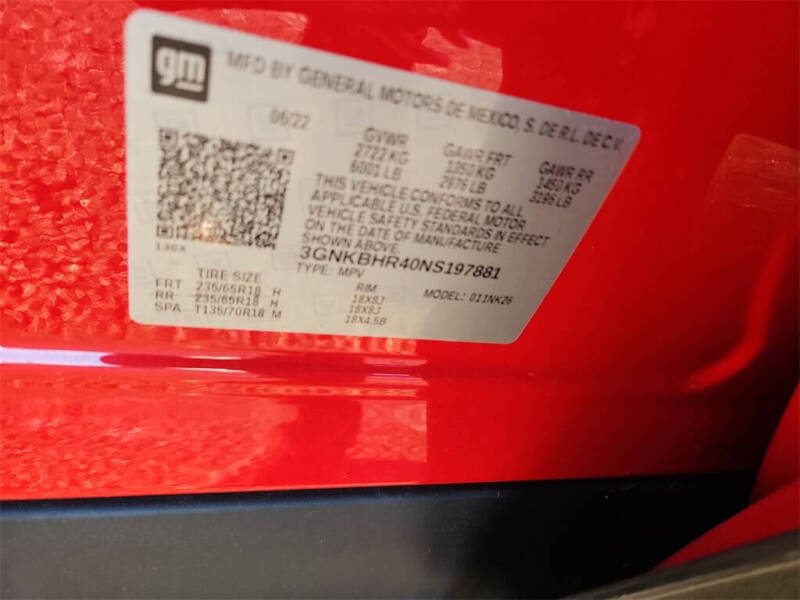 gm
MFD BY GENERAL MOTORS DE MEXICO, S. DE R.L. DE C.V.
06/22
GVWR GAWR FRT GAWR RR
2722 KG 1350 KG 1450 KG
6001 LB 2976 LB 3196 LB
THIS VEHICLE CONFORMS TO ALL
APPLICABLE U.S. FEDERAL MOTOR
VEHICLE SAFETY STANDARDS IN EFFECT
ON THE DATE OF MANUFACTURE
SHOWN ABOVE.
3GNKBHR40NS197881
TYPE: MPV MODEL: 011NK26
TIRE SIZE RIM
FRT 235/65R18 H 18X8J
RR 235/65R18 H 18X8J
SPA T135/70R18 M 18X4.5B